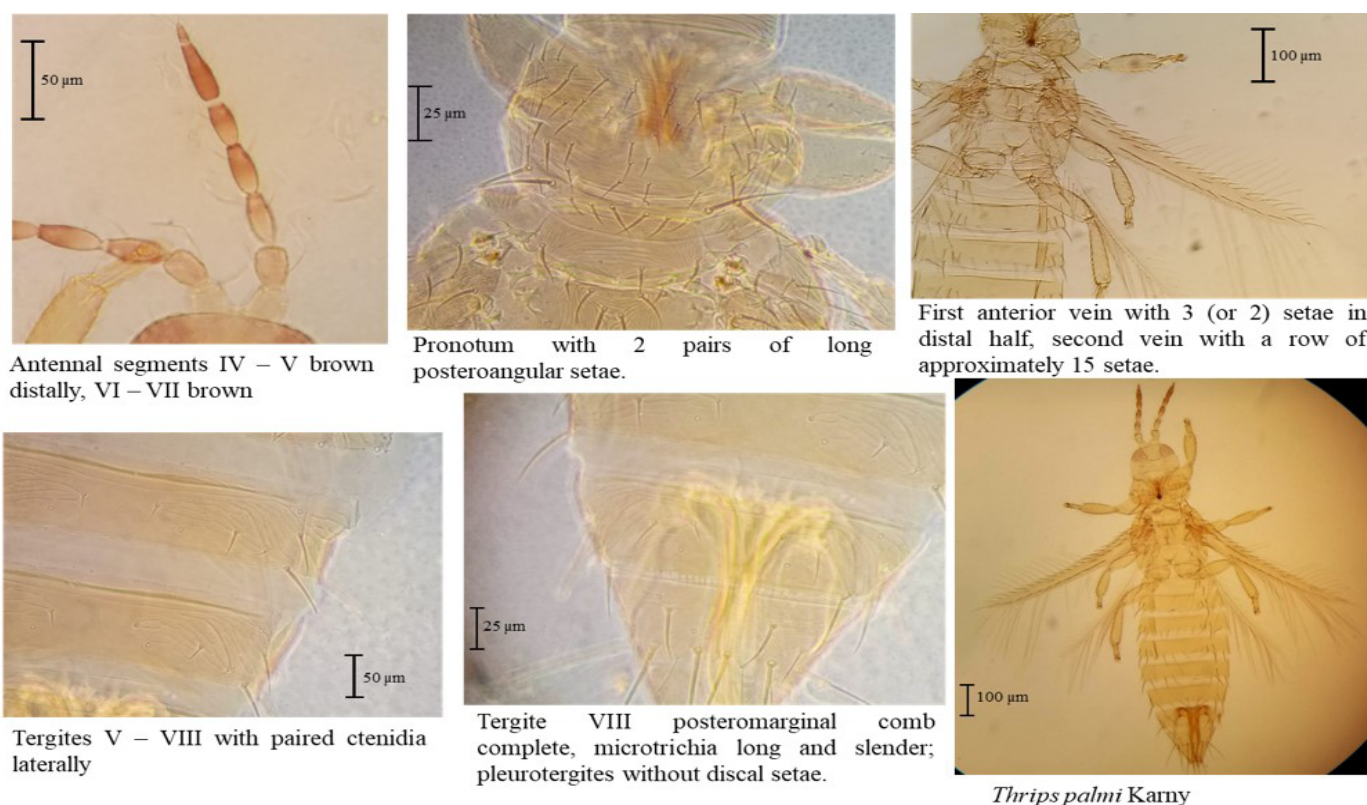 50 µm
25 µm
100 µm
Antennal segments IV – V brown
distally, VI – VII brown
Pronotum with 2 pairs of long
posteroangular setae.
First anterior vein with 3 (or 2) setae in
distal half, second vein with a row of
approximately 15 setae.
50 µm
25 µm
100 µm
Tergites V – VIII with paired ctenidia
laterally
Tergite VIII posteromarginal comb
complete, microtrichia long and slender;
pleurotergites without discal setae.
Thrips palmi Karny